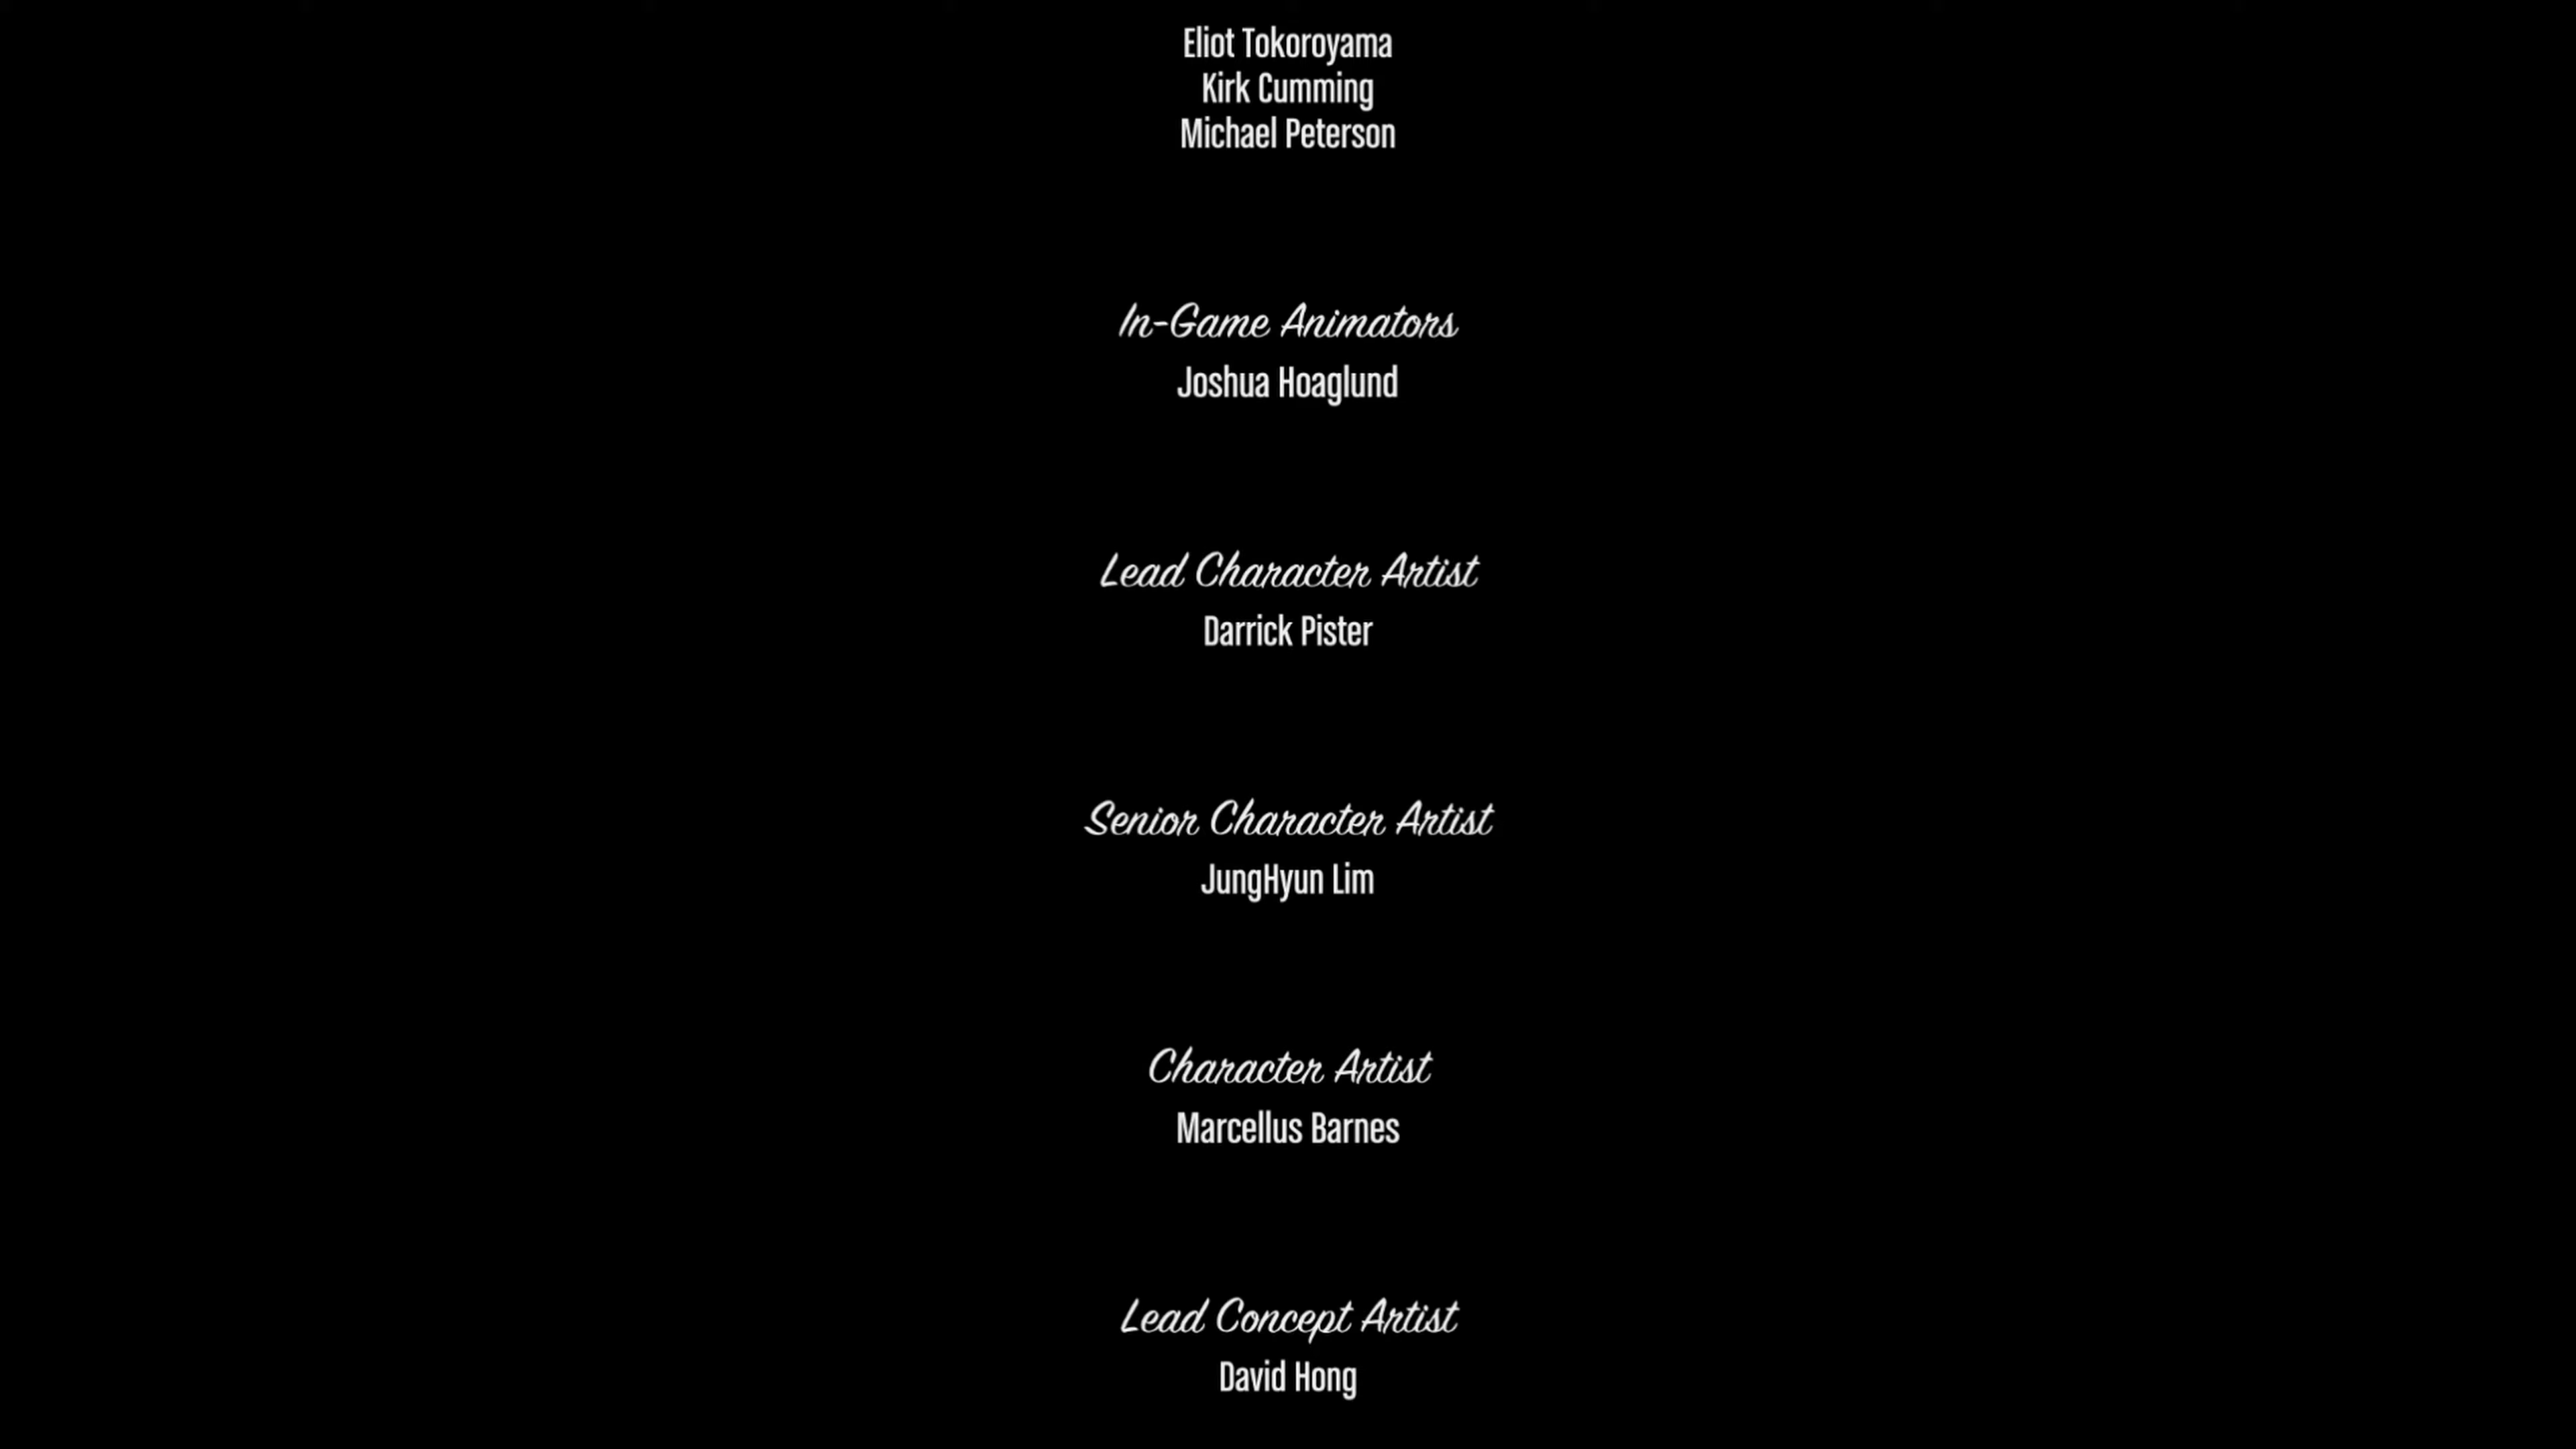 Eliot Tokoroyama
Kirk Cumming
Michael Peterson
In-Game Animators
Joshua Hoaglund
Lead Character Artist
Darrick Pister
Senior Character Artist
JungHyun Lim
Character Artist
Marcellus Barnes
Lead Concept Artist
David Hong